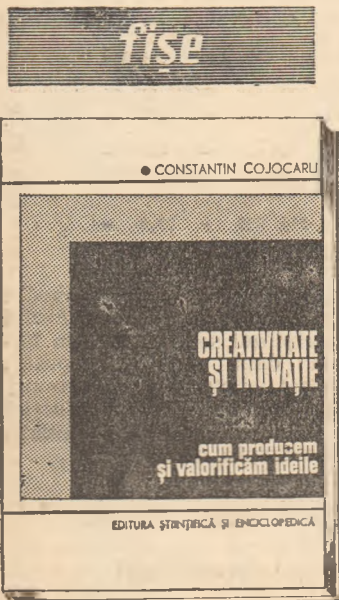 fișe
● CONSTANTIN COJOCARU
CREATIVITATE
ȘI INOVAȚIE
cum producem
și valorificăm ideile
EDITURA ȘTIINȚIFICĂ ȘI ENCICLOPEDICĂ